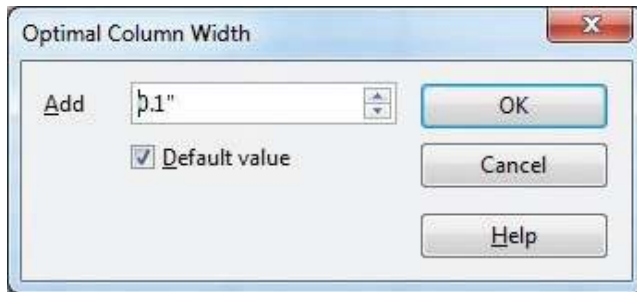 Optimal Column Width
Add 0.1" OK
Default value Cancel
Help